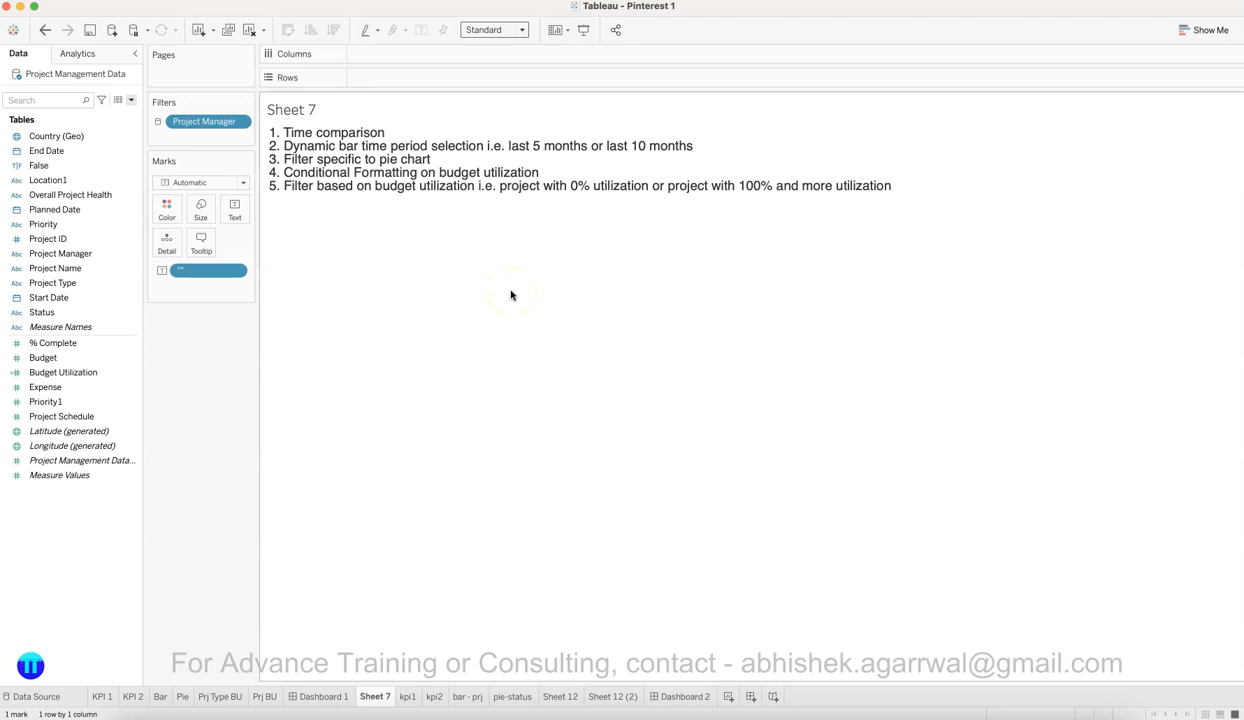 Tableau - Pinterest 1
Standard
Show Me
Data
Analytics
Pages
Columns
Project Management Data
Rows
Search
Filters
Sheet 7
Tables
Project Manager
Country (Geo)
1. Time comparison
End Date
2. Dynamic bar time period selection i.e. last 5 months or last 10 months
T|F False
Marks
3. Filter specific to pie chart
Abc Location1
Automatic
4. Conditional Formatting on budget utilization
Abc Overall Project Health
5. Filter based on budget utilization i.e. project with 0% utilization or project with 100% and more utilization
Planned Date
Color
Size
Text
Abc Priority
# Project ID
Abc Project Manager
Detail
Tooltip
Abc Project Name
""
Abc Project Type
Start Date
Abc Status
Abc Measure Names
# % Complete
# Budget
=# Budget Utilization
# Expense
# Priority1
# Project Schedule
Latitude (generated)
Longitude (generated)
# Project Management Data...
# Measure Values
For Advance Training or Consulting, contact - abhishek.agarrwal@gmail.com
Data Source
KPI 1
KPI 2
Bar
Pie
Prj Type BU
Prj BU
Dashboard 1
Sheet 7
kpi1
kpi2
bar - prj
pie-status
Sheet 12
Sheet 12 (2)
Dashboard 2
1 mark
1 row by 1 column